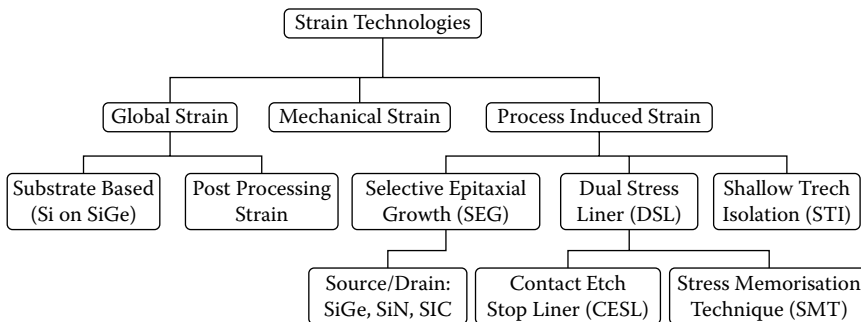 Strain Technologies
Global Strain
Mechanical Strain
Process Induced Strain
Substrate Based
(Si on SiGe)
Post Processing
Strain
Selective Epitaxial
Growth (SEG)
Dual Stress
Liner (DSL)
Shallow Trech
Isolation (STI)
Source/Drain:
SiGe, SiN, SIC
Contact Etch
Stop Liner (CESL)
Stress Memorisation
Technique (SMT)